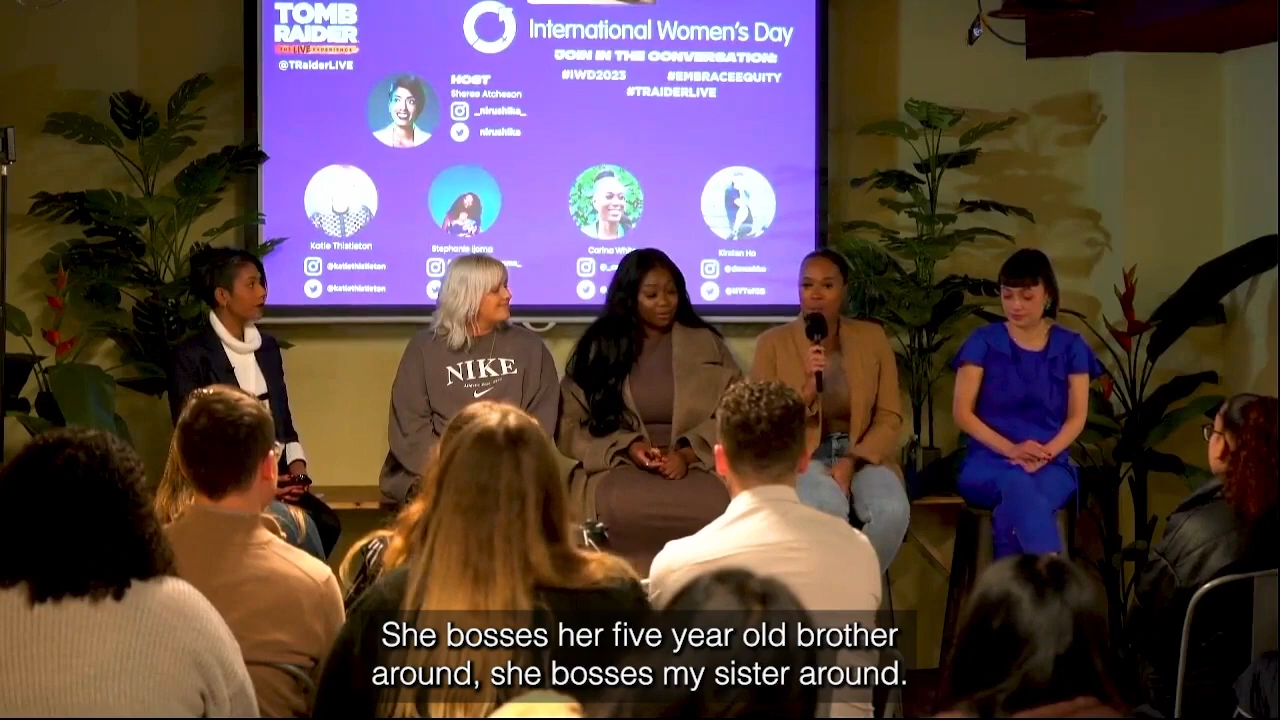 TOMB
RAIDER
THE LIVE EXPERIENCE
@TRaiderLIVE
International Women's Day
JOIN IN THE CONVERSATION:
#IWD2023 #EMBRACEEQUITY
#TRAIDERLIVE
HOST
Sheree Atcheson
_nirushika_
nirushika
Katie Thistleton
@katiethistleton
@katiethistleton
Stephanie Ijoma
Carina
Kirsten Ho
NIKE
She bosses her five year old brother
around, she bosses my sister around.